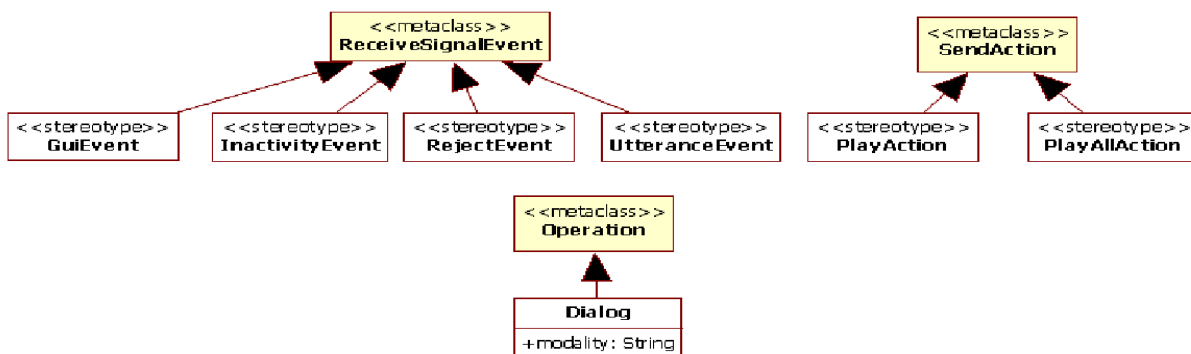 <<metaclass>>
ReceiveSignalEvent
<<metaclass>>
SendAction
<<stereotype>>
GuiEvent
<<stereotype>>
InactivityEvent
<<stereotype>>
RejectEvent
<<stereotype>>
UtteranceEvent
<<stereotype>>
PlayAction
<<stereotype>>
PlayAllAction
<<metaclass>>
Operation
Dialog
+modality: String